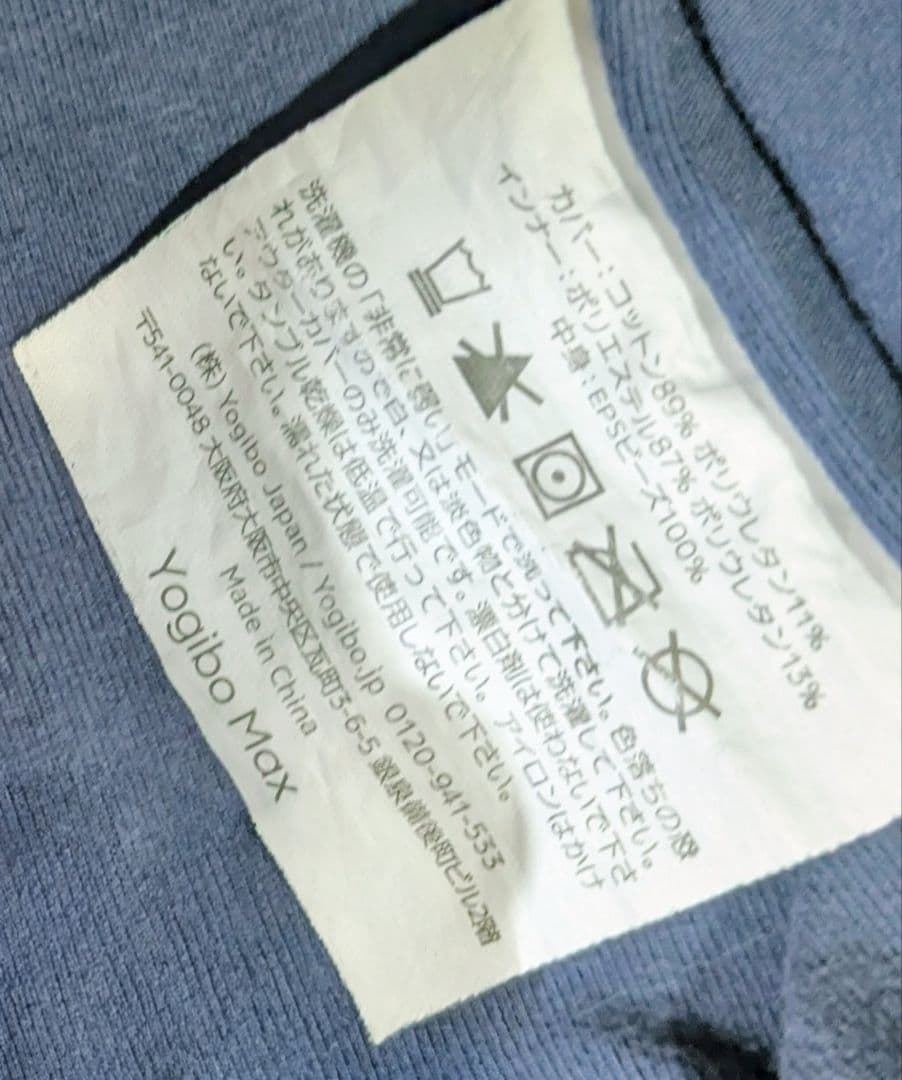 カバー：コットン89% ポリウレタン11%
インナー：ポリエステル87% ポリウレタン13%
中身：EPSビーズ100%
洗濯機の「非常に弱い」モードで洗って下さい。色落ちの恐
れがありますので白、又は淡色物と分けて洗濯して下さい。
アウターカバーのみ洗濯可能です。漂白剤は使わないで下さ
い。タンブル乾燥は低温で行って下さい。アイロンはかけ
ないで下さい。濡れた状態で使用しないで下さい。
(株) Yogibo Japan / Yogibo.jp 0120-941-533
〒541-0048 大阪府大阪市中央区瓦町3-6-5 銀泉備後町ビル2階
Made in China
Yogibo Max